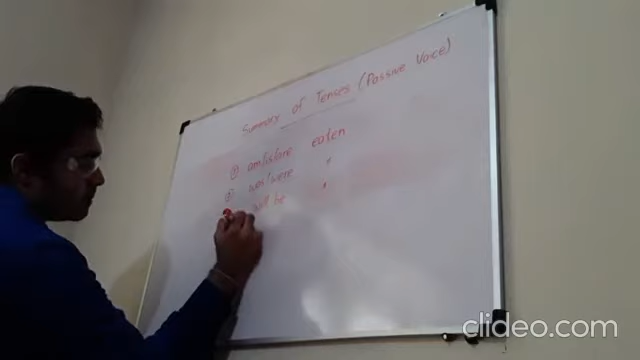 Summary of Tenses (Passive Voice)
① am/is/are eaten
② was/were "
will be "
clideo.com